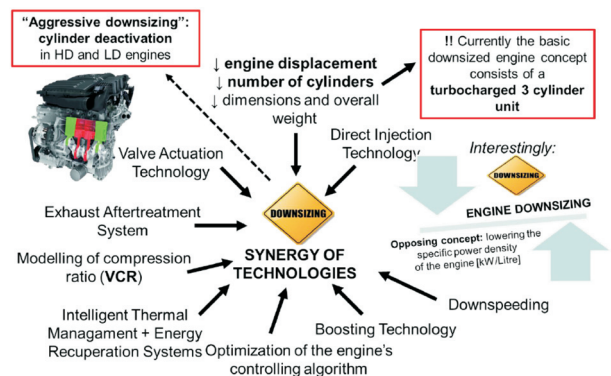 “Aggressive downsizing”:
cylinder deactivation
in HD and LD engines
↓ engine displacement
↓ number of cylinders
↓ dimensions and overall
weight
!! Currently the basic
downsized engine concept
consists of a
turbocharged 3 cylinder
unit
Valve Actuation
Technology
Direct Injection
Technology
Interestingly:
DOWNSIZING
ENGINE DOWNSIZING
Opposing concept: lowering the
specific power density
of the engine [kW/Litre]
Exhaust Aftertreatment
System
DOWNSIZING
SYNERGY OF
TECHNOLOGIES
Modelling of compression
ratio (VCR)
Downspeeding
Intelligent Thermal
Managament + Energy
Recuperation Systems
Boosting Technology
Optimization of the engine’s
controlling algorithm